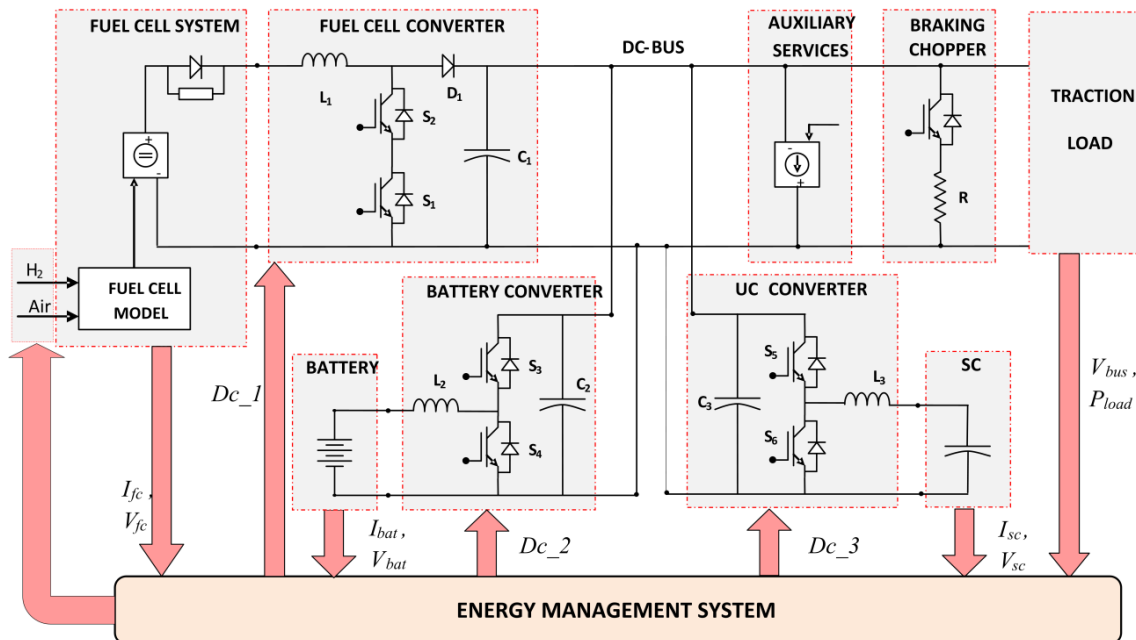 FUEL CELL SYSTEM
FUEL CELL CONVERTER
AUXILIARY
SERVICES
BRAKING
CHOPPER
DC-BUS
TRACTION
LOAD
L1
D1
S2
C1
S1
+
=
-
-
+
R
H2
Air
FUEL CELL
MODEL
BATTERY CONVERTER
UC CONVERTER
BATTERY
L2
S3
C2
S4
C3
S5
L3
S6
SC
Dc_1
Vbus ,
Pload
Ifc ,
Vfc
Ibat ,
Vbat
Dc_2
Dc_3
Isc,
Vsc
ENERGY MANAGEMENT SYSTEM